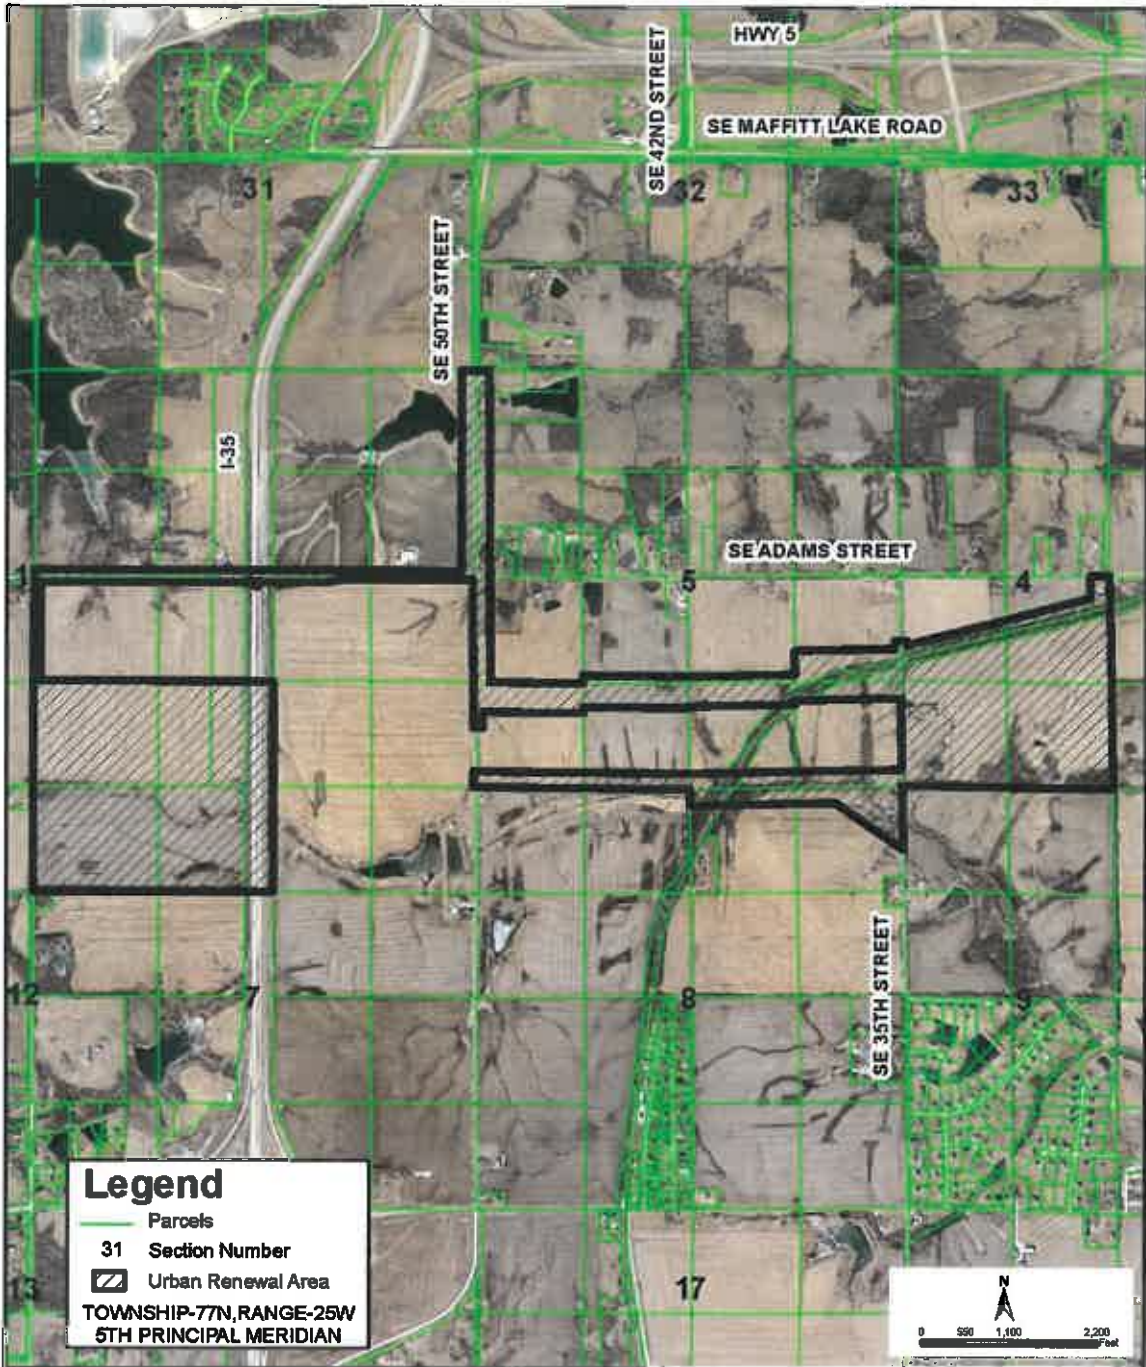 HWY 5
SE 42ND STREET
SE MAFFITT LAKE ROAD
31
32
33
SE 50TH STREET
I-35
SE ADAMS STREET
5
4
SE 35TH STREET
12
7
8
13
17
Legend
Parcels
31 Section Number
Urban Renewal Area
TOWNSHIP-77N, RANGE-25W
5TH PRINCIPAL MERIDIAN
N
0 550 1,100 2,200
Feet